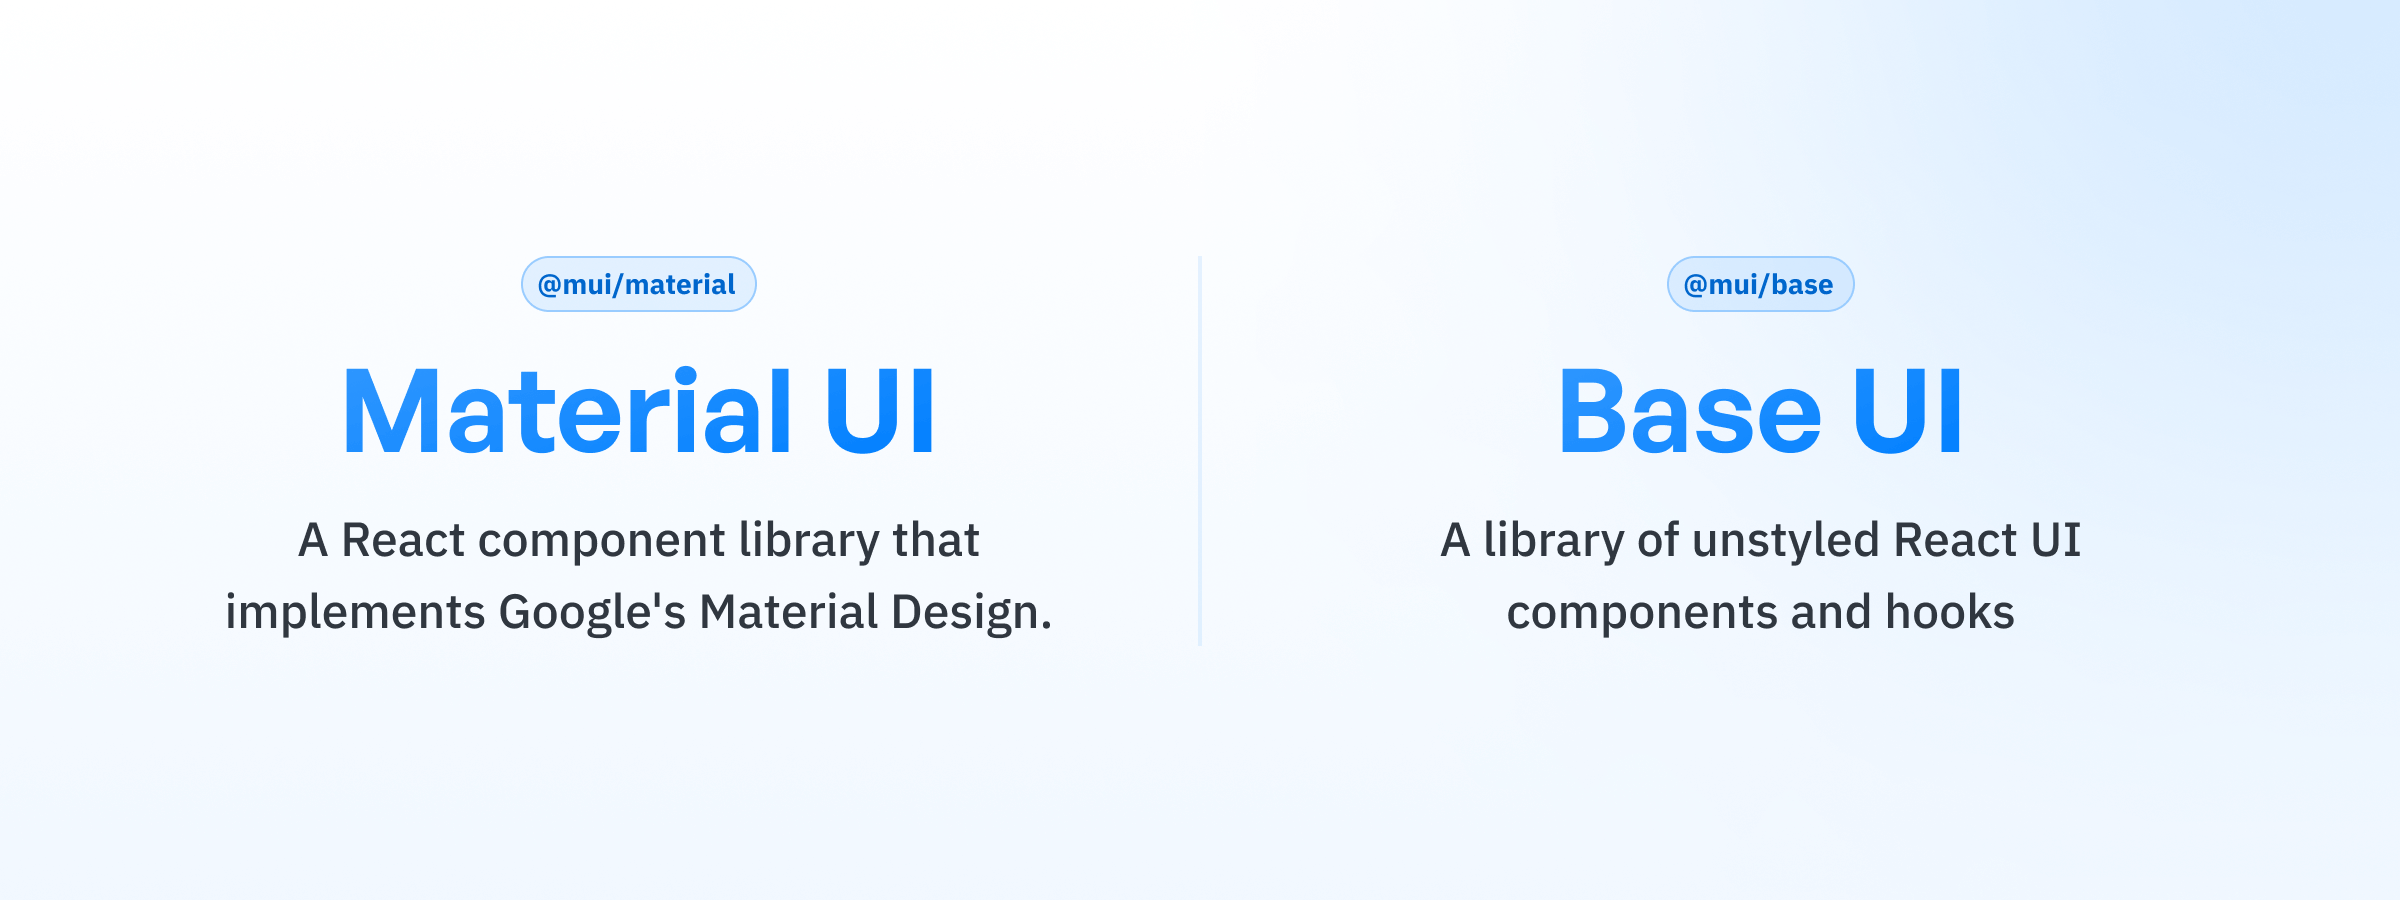 @mui/material
Material UI
A React component library that
implements Google's Material Design.
@mui/base
Base UI
A library of unstyled React UI
components and hooks